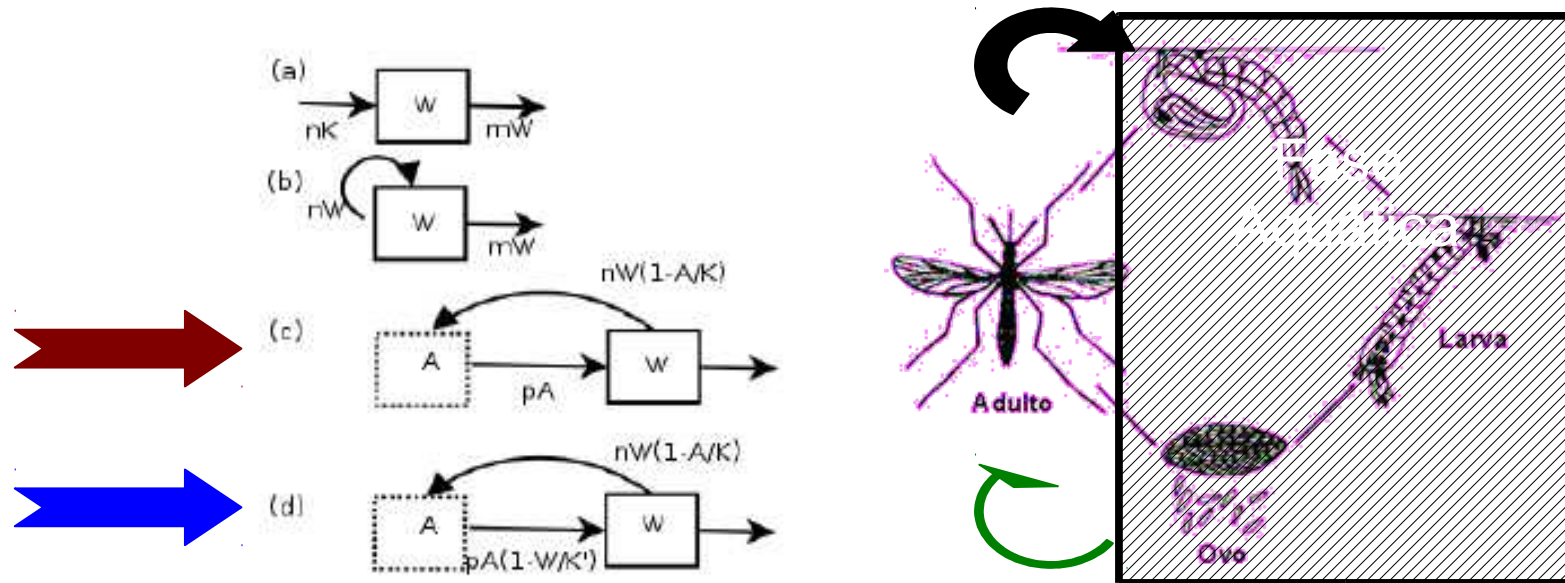 (a)
W
nK
mW
(b)
nW
W
mW
nW(1-A/K)
(c)
A
W
pA
nW(1-A/K)
(d)
A
W
pA(1-W/K')
Fase
Aquática
Adulto
Larva
Ovo